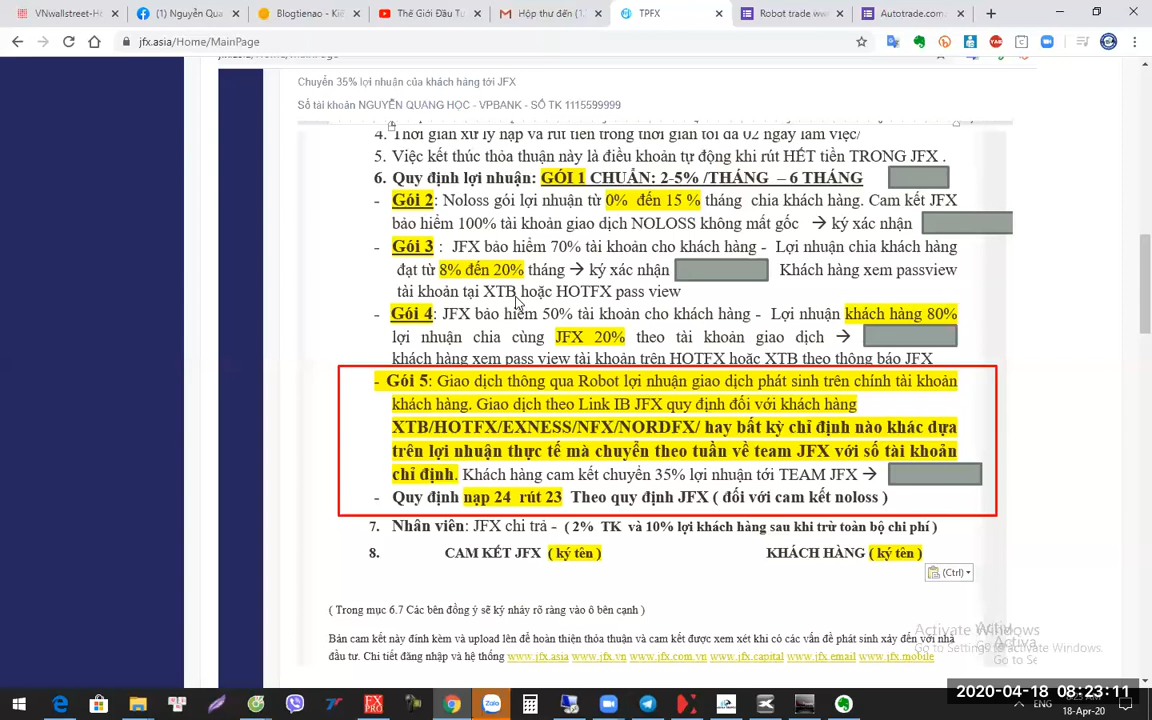 VNwallstreet-H
(1) Nguyễn Qua
Blogtienao - Kiế
Thế Giới Đầu Tư
Hộp thư đến (1.
TPFX
Robot trade ww
Autotrade.com.
jfx.asia/Home/MainPage
Chuyển 35% lợi nhuận của khách hàng tới JFX
Số tài khoản NGUYỄN QUANG HỌC - VPBANK - SỐ TK 1115599999
4. Thời gian xử lý nạp và rút tiền trong thời gian tối đa 02 ngày làm việc/
5. Việc kết thúc thỏa thuận này là điều khoản tự động khi rút HẾT tiền TRONG JFX .
6. Quy định lợi nhuận: GÓI 1 CHUẨN: 2-5% /THÁNG – 6 THÁNG
- Gói 2: Noloss gói lợi nhuận từ 0% đến 15 % tháng chia khách hàng. Cam kết JFX
bảo hiểm 100% tài khoản giao dịch NOLOSS không mất gốc → ký xác nhận
- Gói 3 : JFX bảo hiểm 70% tài khoản cho khách hàng - Lợi nhuận chia khách hàng
đạt từ 8% đến 20% tháng → ký xác nhận Khách hàng xem passview
tài khoản tại XTB hoặc HOTFX pass view
- Gói 4: JFX bảo hiểm 50% tài khoản cho khách hàng - Lợi nhuận khách hàng 80%
lợi nhuận chia cùng JFX 20% theo tài khoản giao dịch →
khách hàng xem pass view tài khoản trên HOTFX hoặc XTB theo thông báo JFX
- Gói 5: Giao dịch thông qua Robot lợi nhuận giao dịch phát sinh trên chính tài khoản
khách hàng. Giao dịch theo Link IB JFX quy định đối với khách hàng
XTB/HOTFX/EXNESS/NFX/NORDFX/ hay bất kỳ chỉ định nào khác dựa
trên lợi nhuận thực tế mà chuyển theo tuần về team JFX với số tài khoản
chỉ định. Khách hàng cam kết chuyển 35% lợi nhuận tới TEAM JFX →
- Quy định nạp 24 rút 23 Theo quy định JFX ( đối với cam kết noloss )
7. Nhân viên: JFX chi trả - ( 2% TK và 10% lợi khách hàng sau khi trừ toàn bộ chi phí )
8. CAM KẾT JFX ( ký tên ) KHÁCH HÀNG ( ký tên )
(Ctrl)
( Trong mục 6.7 Các bên đồng ý sẽ ký nháy rõ ràng vào ô bên cạnh )
Bản cam kết này đính kèm và upload lên để hoàn thiện thỏa thuận và cam kết được xem xét khi có các vấn đề phát sinh xảy đến với nhà
đầu tư. Chi tiết đăng nhập và hệ thống www.jfx.asia www.jfx.vn www.jfx.com.vn www.jfx.capital www.jfx.email www.jfx.mobile
Activate Windows
Go to Settings to activate Windows.
Go to Se
FX
PRO
Zalo
ENG
18-Apr-20
2020-04-18 08:23:11